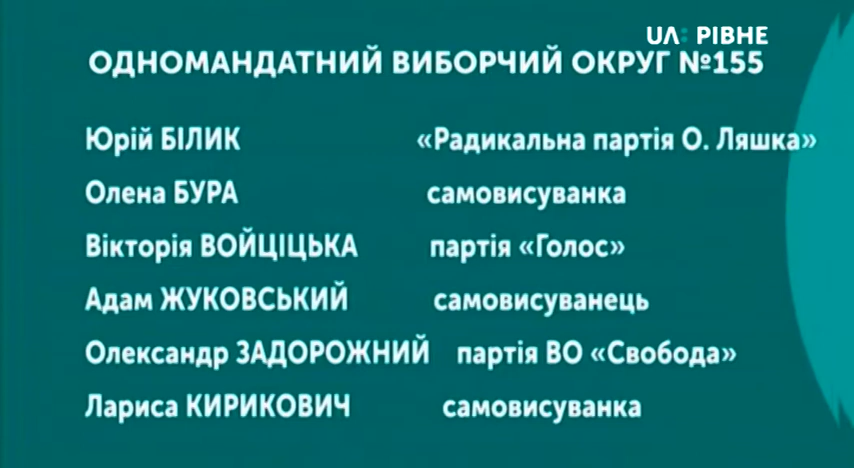 UA: РІВНЕ
ОДНОМАНДАТНИЙ ВИБОРЧИЙ ОКРУГ №155
Юрій БІЛИК «Радикальна партія О. Ляшка»
Олена БУРА самовисуванка
Вікторія ВОЙЦІЦЬКА партія «Голос»
Адам ЖУКОВСЬКИЙ самовисуванець
Олександр ЗАДОРОЖНИЙ партія ВО «Свобода»
Лариса КИРИКОВИЧ самовисуванка